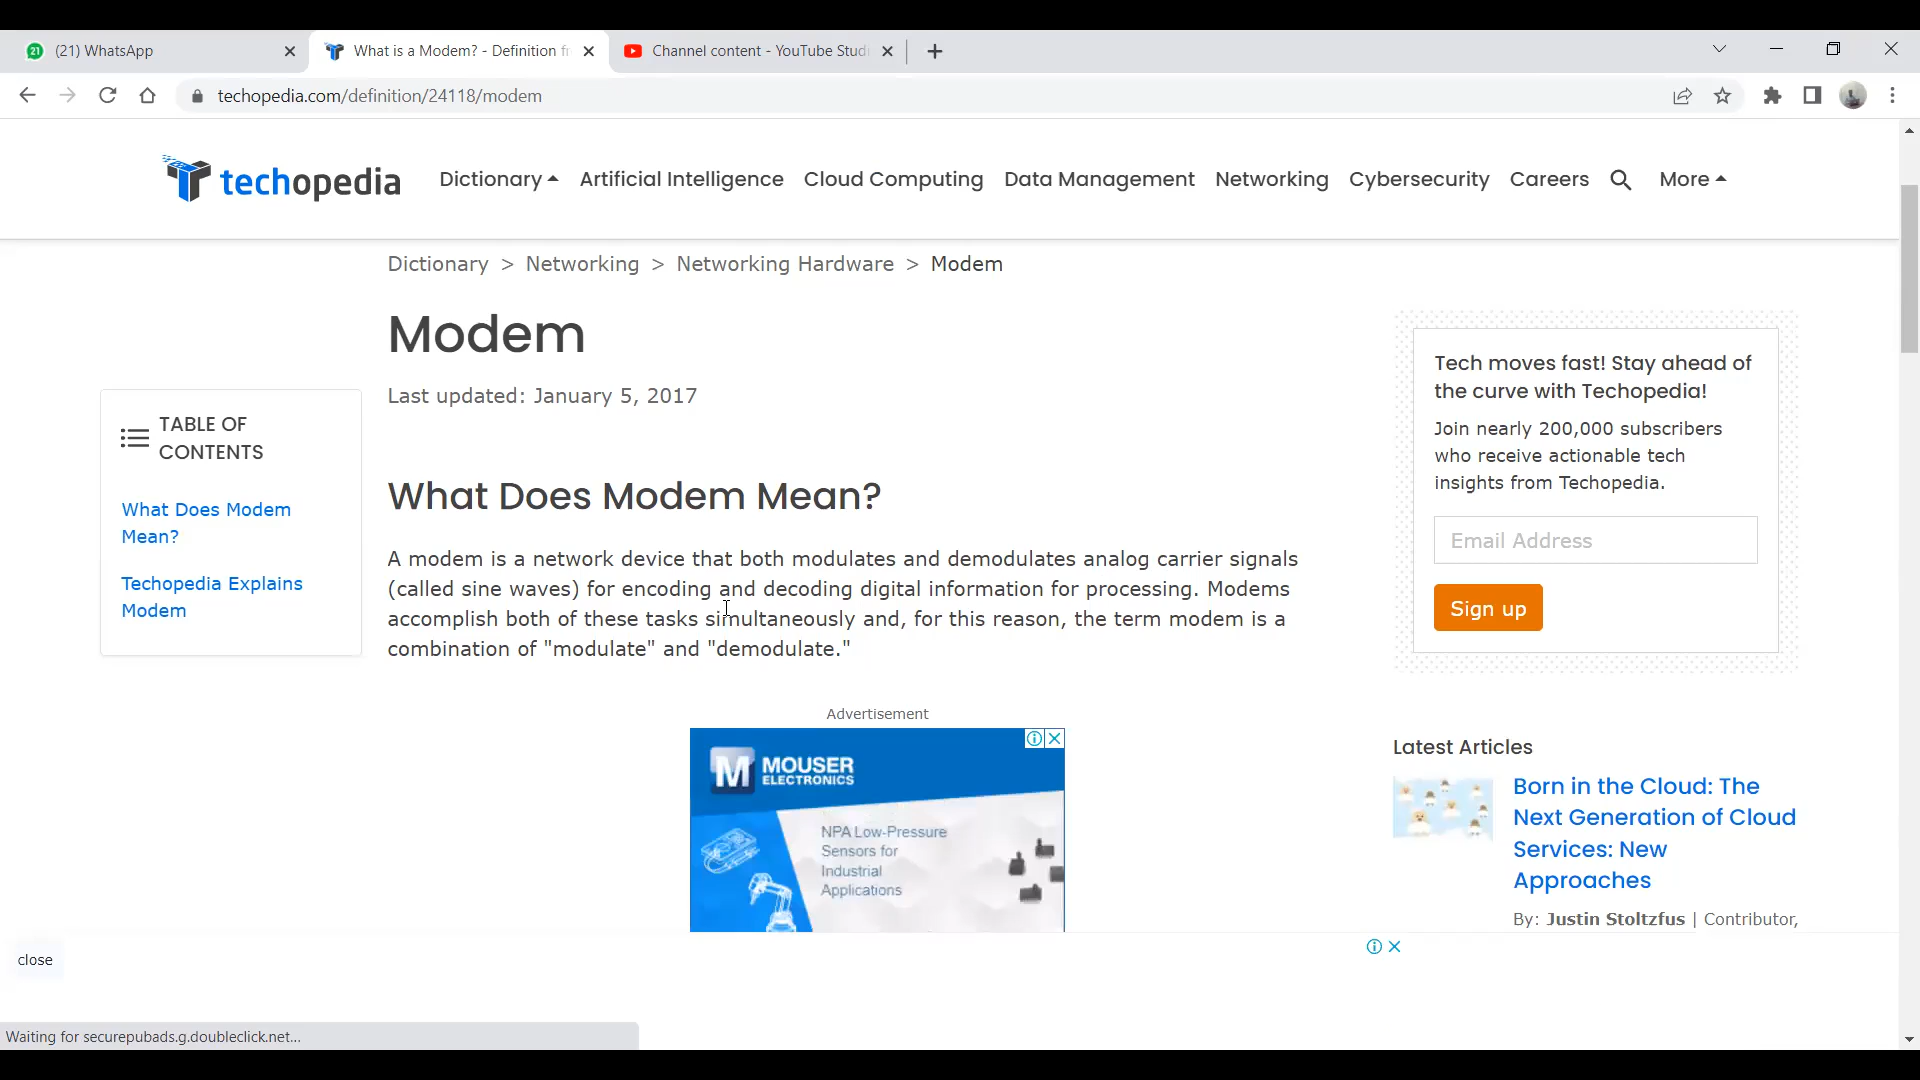 (21) WhatsApp
What is a Modem? - Definition
Channel content - YouTube
techopedia.com/definition/24118/modem
techopedia
Dictionary Artificial Intelligence Cloud Computing Data Management Networking Cybersecurity Careers More
Dictionary > Networking > Networking Hardware > Modem
Modem
Last updated: January 5, 2017
TABLE OF
CONTENTS
What Does Modem
Mean?
Techopedia Explains
Modem
What Does Modem Mean?
A modem is a network device that both modulates and demodulates analog carrier signals
(called sine waves) for encoding and decoding digital information for processing. Modems
accomplish both of these tasks simultaneously and, for this reason, the term modem is a
combination of "modulate" and "demodulate."
Advertisement
M MOUSER
ELECTRONICS
NPA Low-Pressure
Sensors for
Industrial
Applications
Tech moves fast! Stay ahead of
the curve with Techopedia!
Join nearly 200,000 subscribers
who receive actionable tech
insights from Techopedia.
Email Address
Sign up
Latest Articles
Born in the Cloud: The
Next Generation of Cloud
Services: New
Approaches
By: Justin Stoltzfus | Contributor,
close
Waiting for securepubads.g.doubleclick.net...